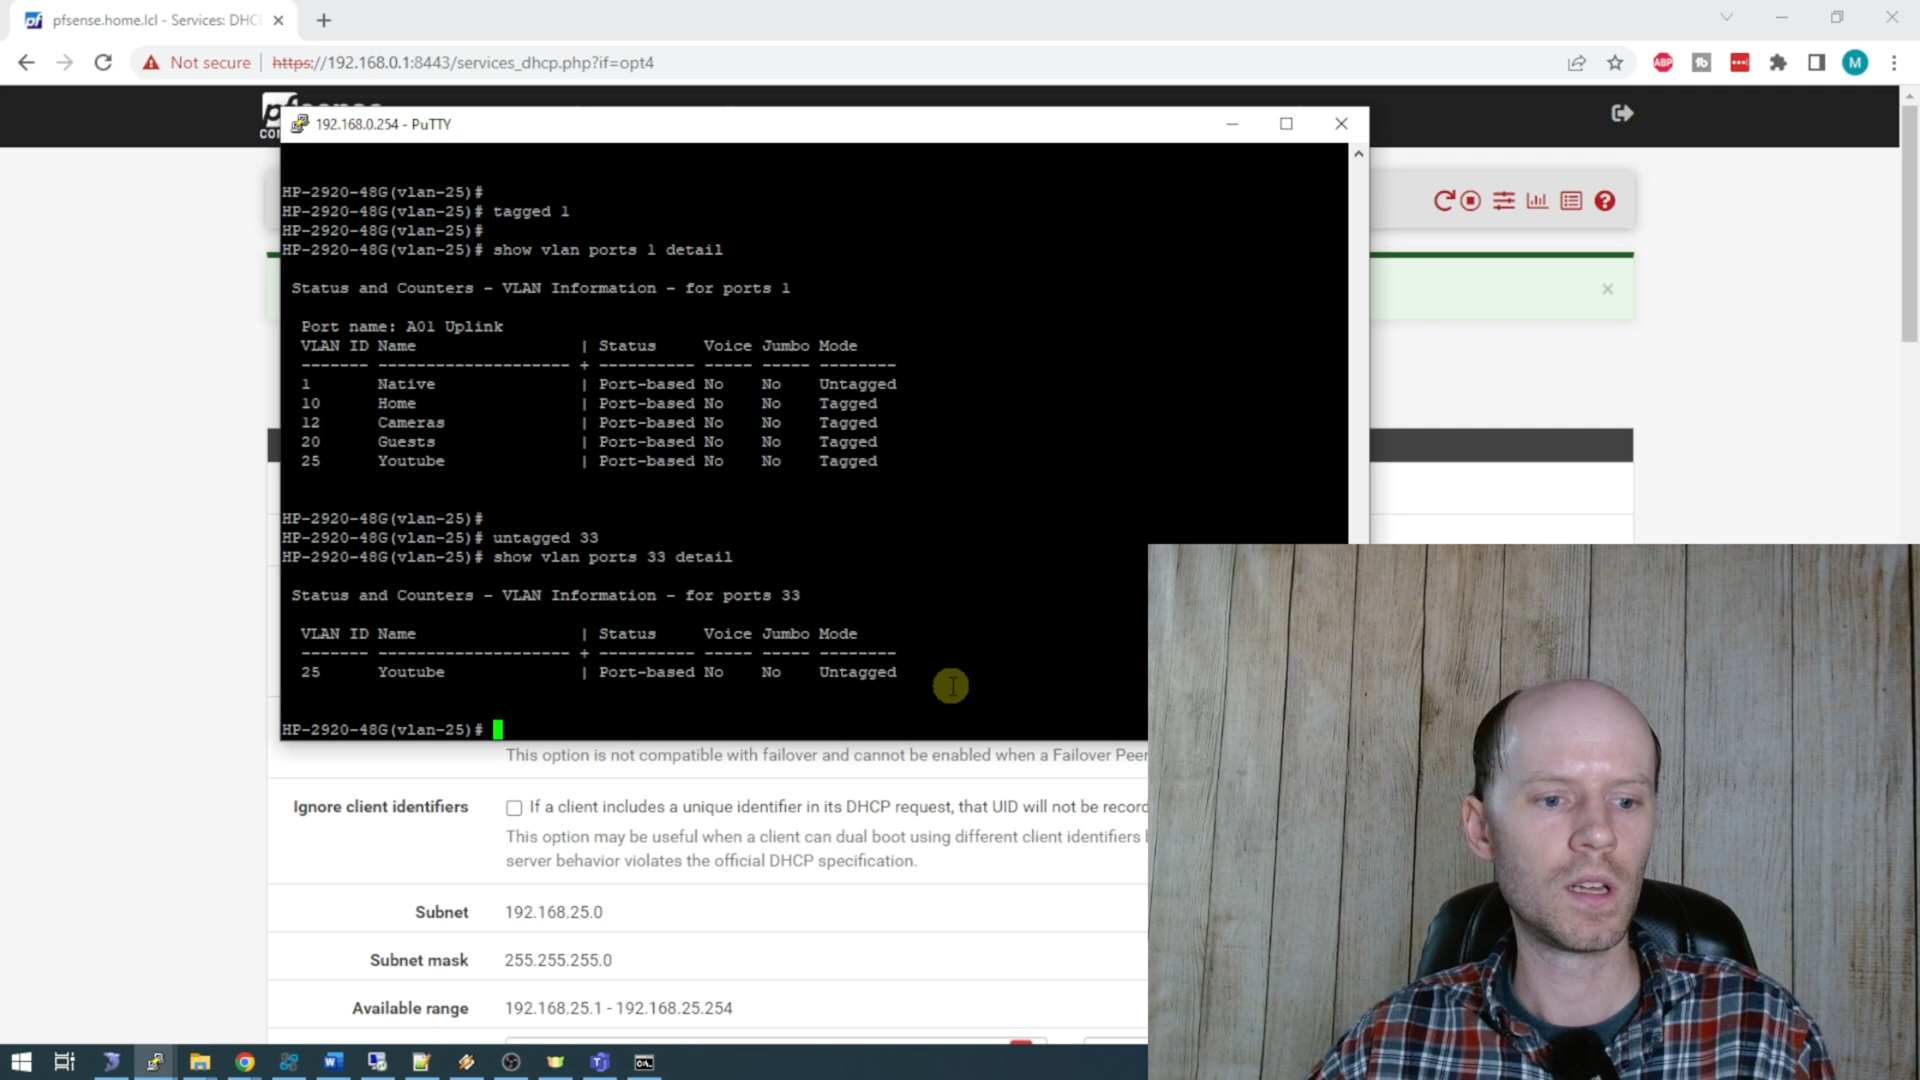 pfsense.home.lcl - Services: DHC
Not secure
https://192.168.0.1:8443/services_dhcp.php?if=opt4
ABP
M
192.168.0.254 - PuTTY
HP-2920-48G(vlan-25)#
HP-2920-48G(vlan-25)# tagged 1
HP-2920-48G(vlan-25)#
HP-2920-48G(vlan-25)# show vlan ports 1 detail
Status and Counters - VLAN Information - for ports 1
Port name: A01 Uplink
VLAN ID Name | Status Voice Jumbo Mode
------- -------------------- + ---------- ----- ----- --------
1 Native | Port-based No No Untagged
10 Home | Port-based No No Tagged
12 Cameras | Port-based No No Tagged
20 Guests | Port-based No No Tagged
25 Youtube | Port-based No No Tagged
HP-2920-48G(vlan-25)#
HP-2920-48G(vlan-25)# untagged 33
HP-2920-48G(vlan-25)# show vlan ports 33 detail
Status and Counters - VLAN Information - for ports 33
VLAN ID Name | Status Voice Jumbo Mode
------- -------------------- + ---------- ----- ----- --------
25 Youtube | Port-based No No Untagged
HP-2920-48G(vlan-25)#
This option is not compatible with failover and cannot be enabled when a Failover Peer
Ignore client identifiers If a client includes a unique identifier in its DHCP request, that UID will not be recor
This option may be useful when a client can dual boot using different client identifiers
server behavior violates the official DHCP specification.
Subnet 192.168.25.0
Subnet mask 255.255.255.0
Available range 192.168.25.1 - 192.168.25.254